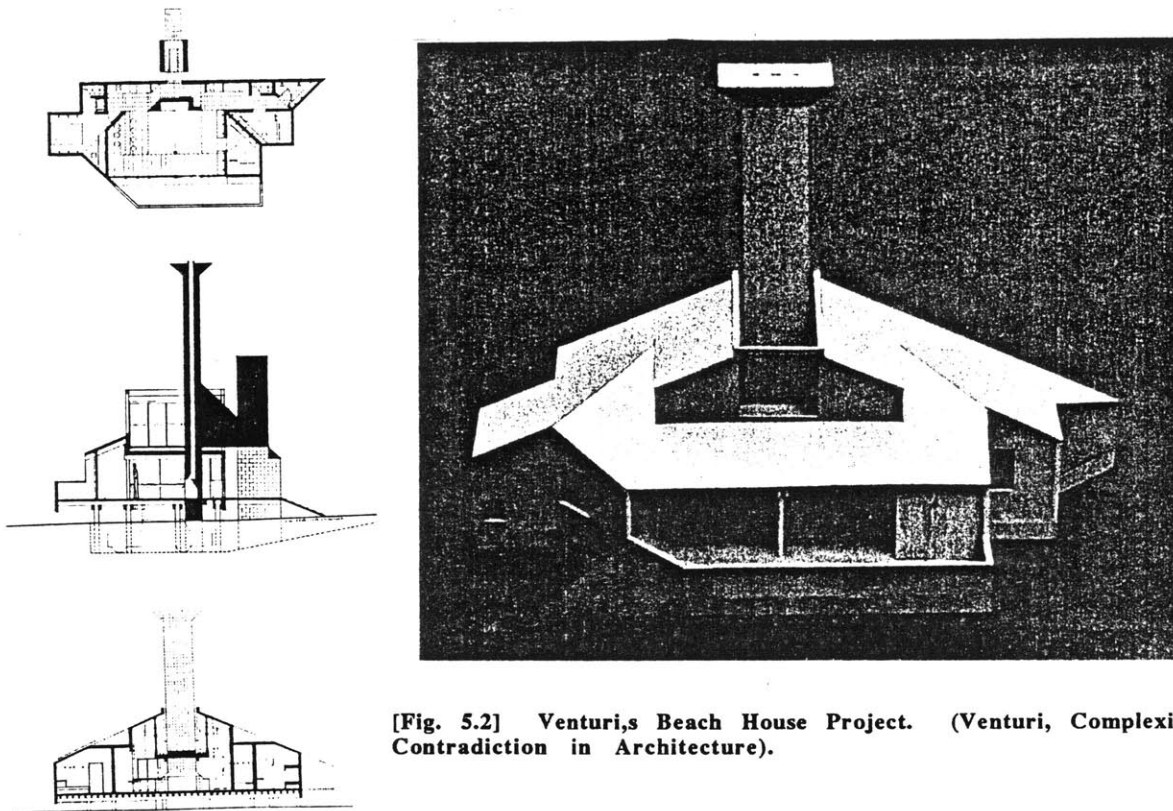 [Fig. 5.2] Venturi,s Beach House Project. (Venturi, Complexi
Contradiction in Architecture).